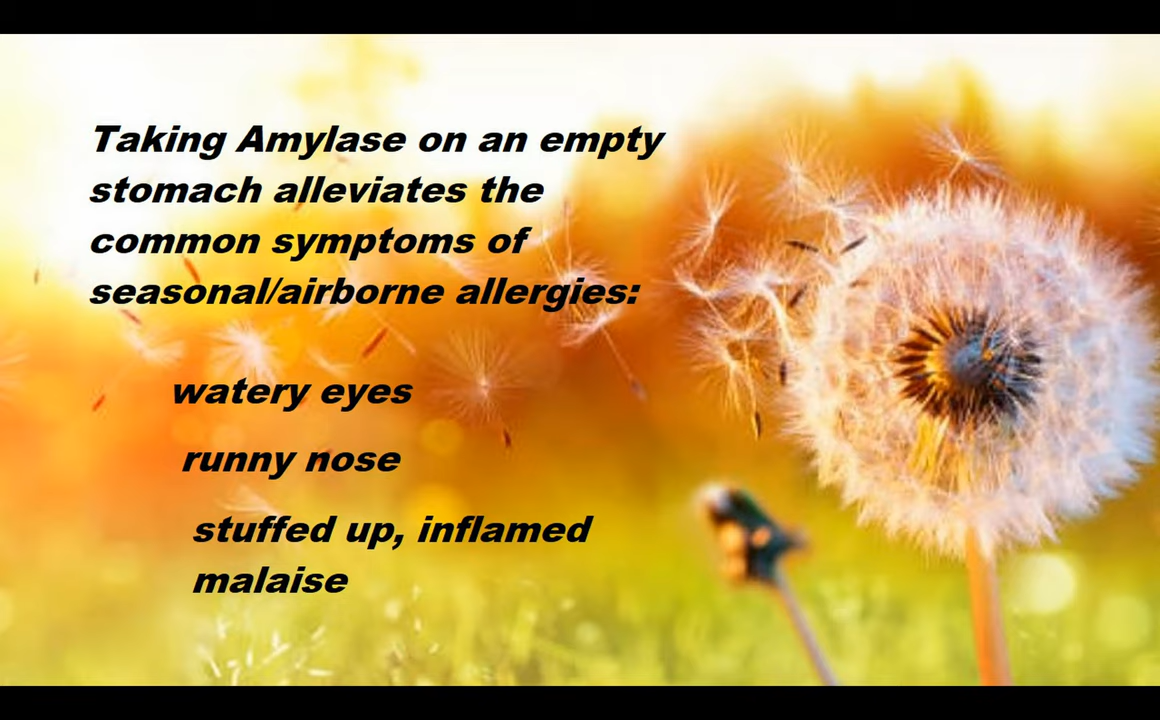 Taking Amylase on an empty
stomach alleviates the
common symptoms of
seasonal/airborne allergies:
watery eyes
runny nose
stuffed up, inflamed
malaise